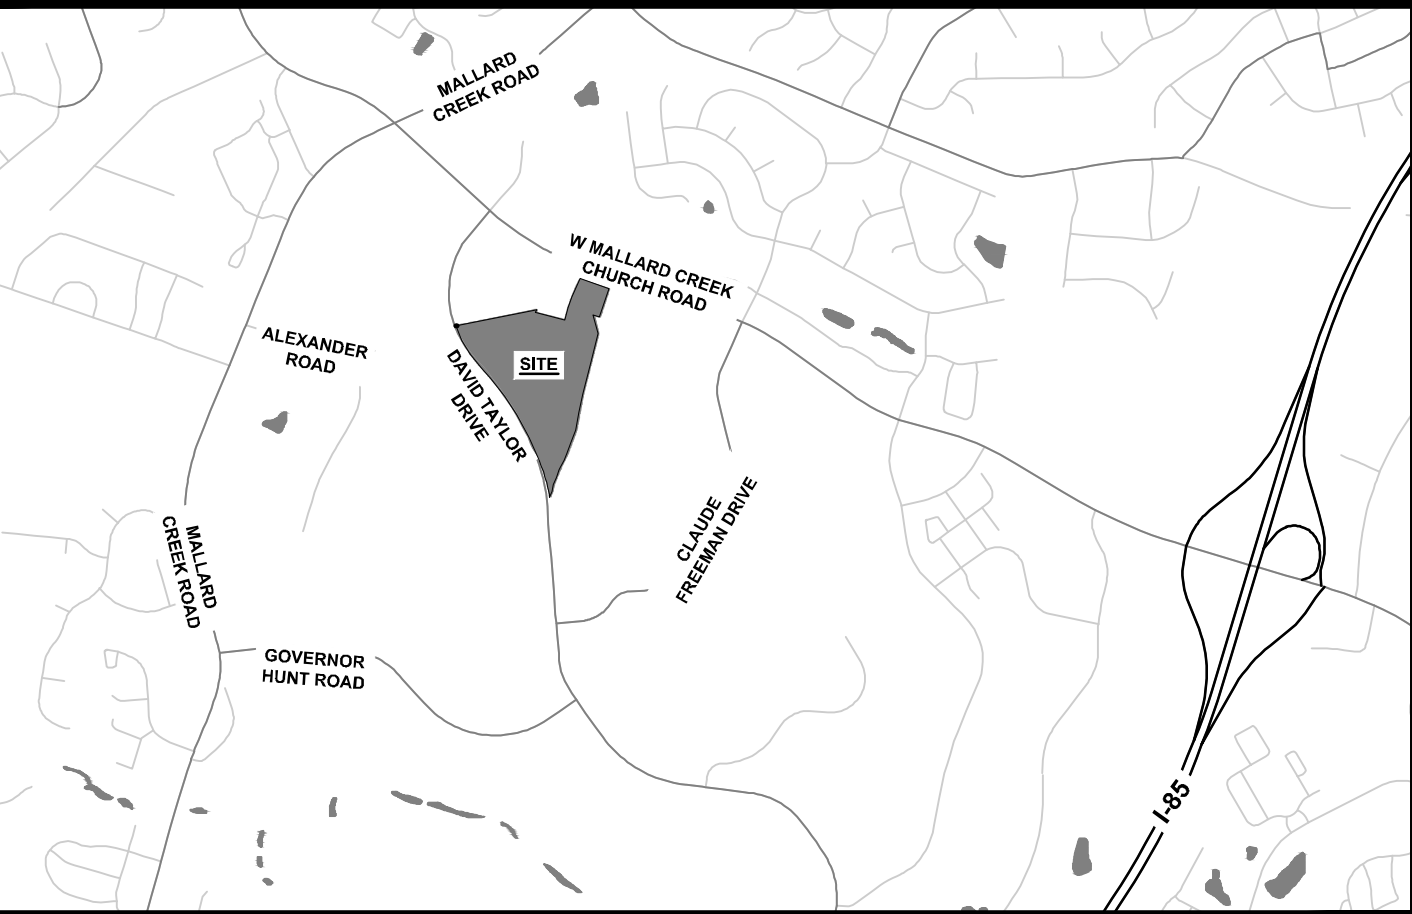 MALLARD
CREEK ROAD
W MALLARD CREEK
CHURCH ROAD
ALEXANDER
ROAD
SITE
DAVID TAYLOR
DRIVE
CLAUDE
FREEMAN DRIVE
MALLARD
CREEK ROAD
GOVERNOR
HUNT ROAD
I-85